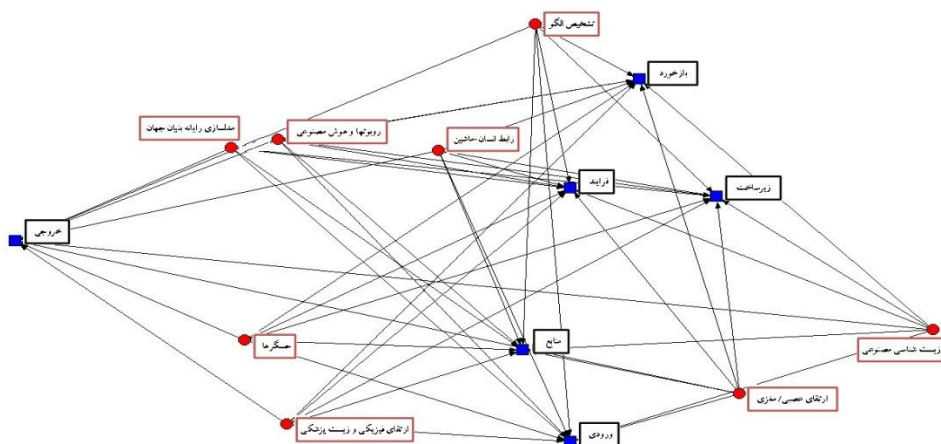 تشخیص الگو
بازخورد
مدلسازی رایانه بنیان جهان
روبوتها و هوش مصنوعی
رابط انسان-ماشین
فرایند
زیرساخت
خروجی
حسگرها
منابع
زیست شناسی مصنوعی
ارتقای عصبی/مغزی
ارتقای فیزیکی و زیست پزشکی
ورودی